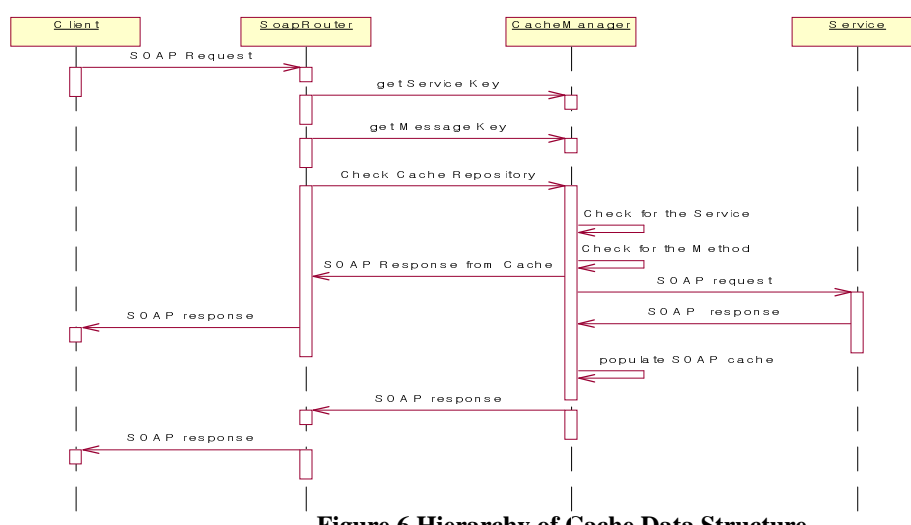 Client SoapRouter CacheManager Service
SOAP Request
getService Key
getMessage Key
Check Cache Repository
Check for the Service
Check for the Method
SOAP Response from Cache
SOAP request
SOAP response
SOAP response
populate SOAP cache
SOAP response
SOAP response
Figure 6 Hierarchy of Cache Data Structure